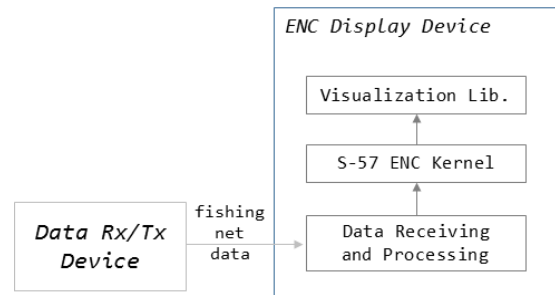 ENC Display Device
Visualization Lib.
S-57 ENC Kernel
Data Receiving
and Processing
fishing
net
data
Data Rx/Tx
Device